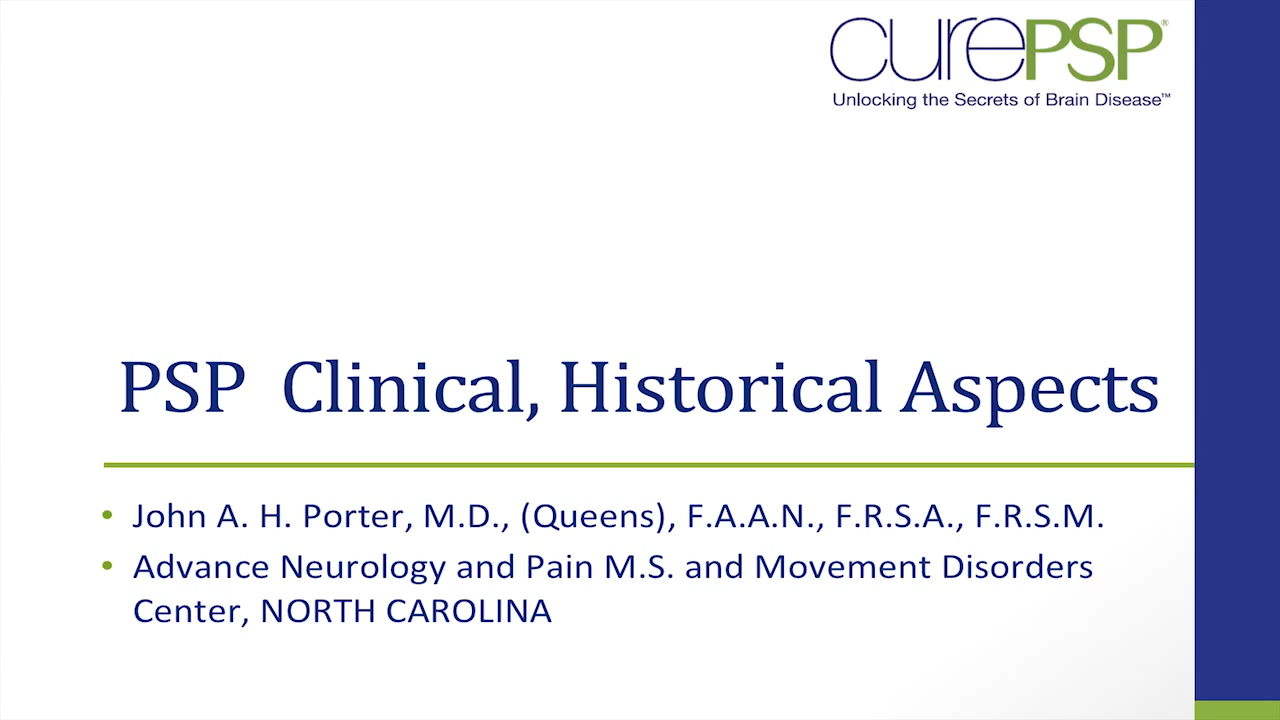 curePSP®
Unlocking the Secrets of Brain Disease™
PSP  Clinical, Historical Aspects
• John A. H. Porter, M.D., (Queens), F.A.A.N., F.R.S.A., F.R.S.M.
• Advance Neurology and Pain M.S. and Movement Disorders
Center, NORTH CAROLINA